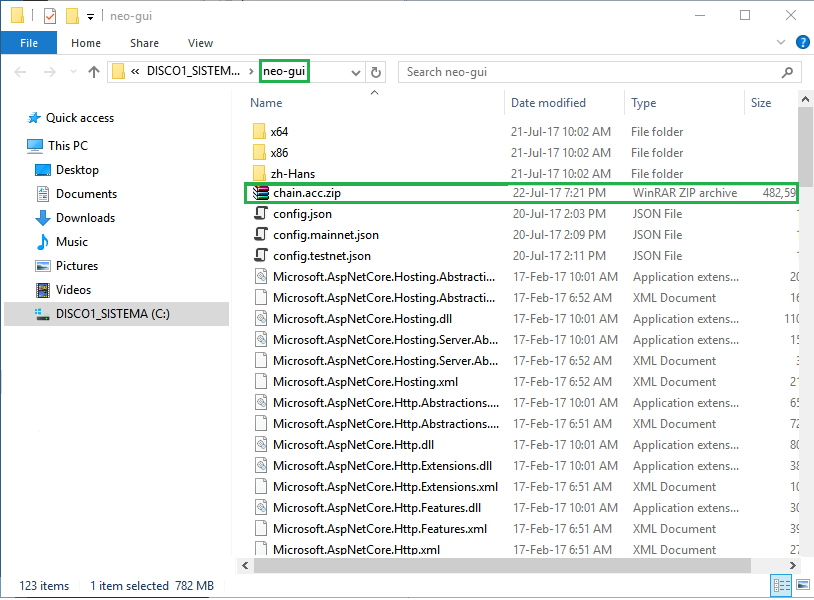 neo-gui
File Home Share View
« DISCO1_SISTEM... > neo-gui
Search neo-gui
Name Date modified Type Size
Quick access
This PC
Desktop
Documents
Downloads
Music
Pictures
Videos
DISCO1_SISTEMA (C:)
x64 21-Jul-17 10:02 AM File folder
x86 21-Jul-17 10:02 AM File folder
zh-Hans 21-Jul-17 10:02 AM File folder
chain.acc.zip 22-Jul-17 7:21 PM WinRAR ZIP archive 482,59
config.json 20-Jul-17 2:03 PM JSON File 1
config.mainnet.json 20-Jul-17 2:09 PM JSON File 1
config.testnet.json 20-Jul-17 2:11 PM JSON File 1
Microsoft.AspNetCore.Hosting.Abstracti... 17-Feb-17 10:01 AM Application extens... 20
Microsoft.AspNetCore.Hosting.Abstracti... 17-Feb-17 6:52 AM XML Document 16
Microsoft.AspNetCore.Hosting.dll 17-Feb-17 10:01 AM Application extens... 110
Microsoft.AspNetCore.Hosting.Server.Ab... 17-Feb-17 10:01 AM Application extens... 15
Microsoft.AspNetCore.Hosting.Server.Ab... 17-Feb-17 6:52 AM XML Document 3
Microsoft.AspNetCore.Hosting.xml 17-Feb-17 6:52 AM XML Document 21
Microsoft.AspNetCore.Http.Abstractions.... 17-Feb-17 10:01 AM Application extens... 65
Microsoft.AspNetCore.Http.Abstractions.... 17-Feb-17 6:51 AM XML Document 72
Microsoft.AspNetCore.Http.dll 17-Feb-17 10:01 AM Application extens... 80
Microsoft.AspNetCore.Http.Extensions.dll 17-Feb-17 10:01 AM Application extens... 38
Microsoft.AspNetCore.Http.Extensions.xml 17-Feb-17 6:51 AM XML Document 10
Microsoft.AspNetCore.Http.Features.dll 17-Feb-17 10:01 AM Application extens... 30
Microsoft.AspNetCore.Http.Features.xml 17-Feb-17 6:51 AM XML Document 39
Microsoft.AspNetCore.Http.xml 17-Feb-17 6:51 AM XML Document 27
123 items 1 item selected 782 MB